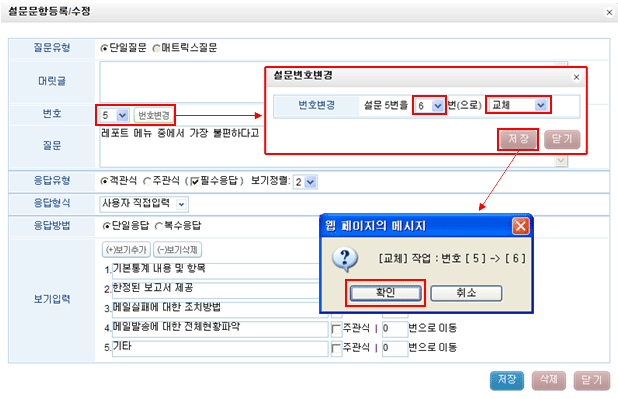 설문문항등록/수정
질문유형 단일질문 매트릭스질문
머릿글
번호 5 번호변경
질문 레포트 메뉴 중에서 가장 불편하다고
설문번호변경
번호변경 설문 5번을 6 번(으로) 교체
저장 닫기
응답유형 객관식 주관식 ( 필수응답 ) 보기정렬: 2
응답형식 사용자 직접입력
응답방법 단일응답 복수응답
보기입력
(+)보기추가 (-)보기삭제
1. 기본통계 내용 및 항목
2. 한정된 보고서 제공
3. 메일실패에 대한 조치방법
4. 메일발송에 대한 전체현황파악 주관식 | 0 번으로 이동
5. 기타 주관식 | 0 번으로 이동
웹 페이지의 메시지
[교체] 작업 : 번호 [ 5 ] -> [ 6 ]
확인 취소
저장 삭제 닫기